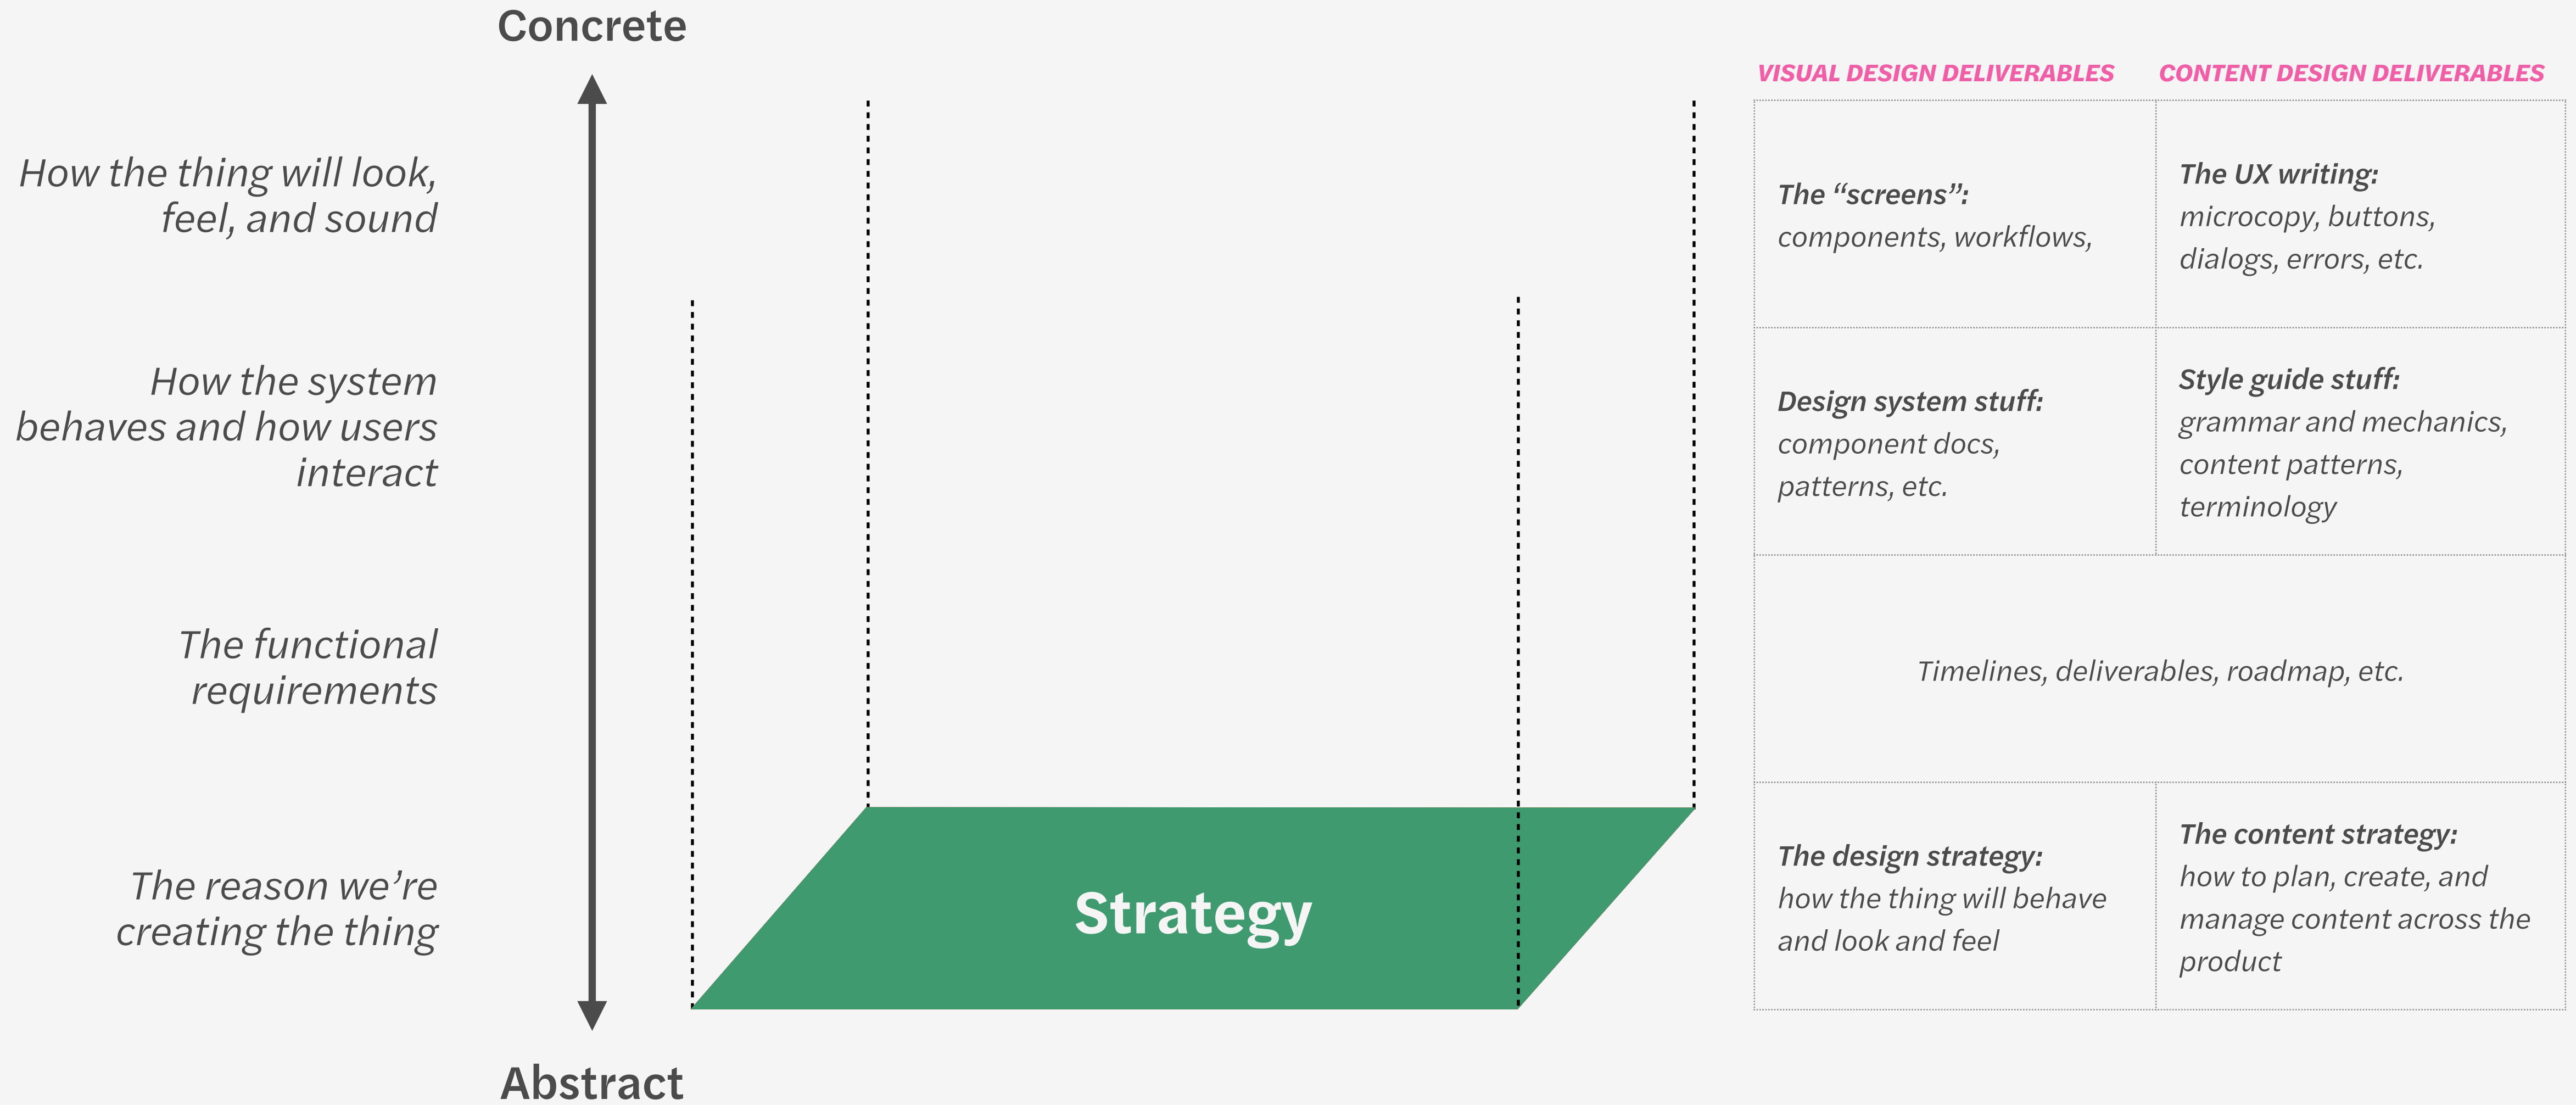 Concrete
VISUAL DESIGN DELIVERABLES
CONTENT DESIGN DELIVERABLES
How the thing will look,
feel, and sound
The “screens”:
components, workflows,
The UX writing:
microcopy, buttons,
dialogs, errors, etc.
How the system
behaves and how users
interact
Design system stuff:
component docs,
patterns, etc.
Style guide stuff:
grammar and mechanics,
content patterns,
terminology
The functional
requirements
Timelines, deliverables, roadmap, etc.
The reason we’re
creating the thing
Strategy
The design strategy:
how the thing will behave
and look and feel
The content strategy:
how to plan, create, and
manage content across the
product
Abstract